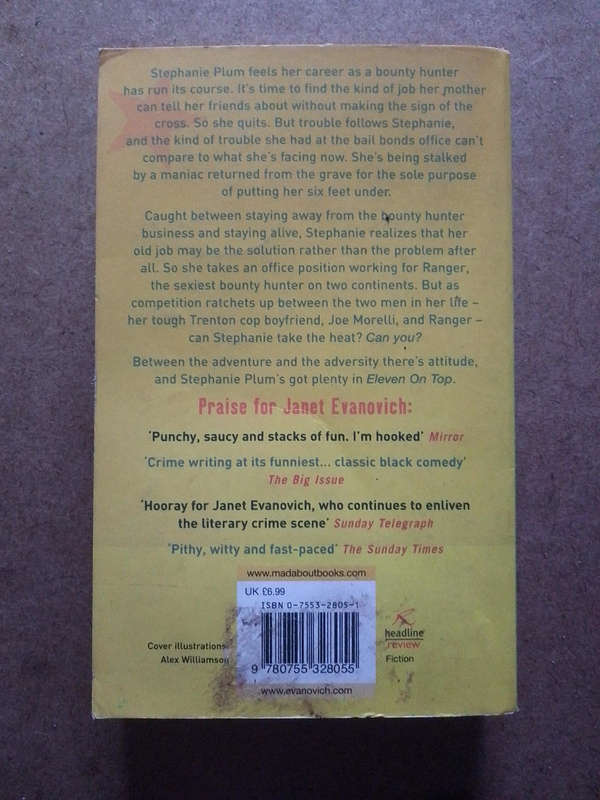 Stephanie Plum feels her career as a bounty hunter
has run its course. It's time to find the kind of job her mother
can tell her friends about without making the sign of the
cross. So she quits. But trouble follows Stephanie,
and the kind of trouble she had at the bail bonds office can't
compare to what she's facing now. She's being stalked
by a maniac returned from the grave for the sole purpose
of putting her six feet under.
Caught between staying away from the bounty hunter
business and staying alive, Stephanie realizes that her
old job may be the solution rather than the problem after
all. So she takes an office position working for Ranger,
the sexiest bounty hunter on two continents. But as
competition ratchets up between the two men in her life –
her tough Trenton cop boyfriend, Joe Morelli, and Ranger –
can Stephanie take the heat? Can you?
Between the adventure and the adversity there's attitude,
and Stephanie Plum's got plenty in Eleven On Top.
Praise for Janet Evanovich:
'Punchy, saucy and stacks of fun. I'm hooked' Mirror
'Crime writing at its funniest... classic black comedy'
The Big Issue
'Hooray for Janet Evanovich, who continues to enliven
the literary crime scene' Sunday Telegraph
'Pithy, witty and fast-paced' The Sunday Times
www.madaboutbooks.com
UK £6.99
ISBN 0-7553-2805-1
9 780755 328055
www.evanovich.com
Cover illustrations
Alex Williamson
headline
review
Fiction